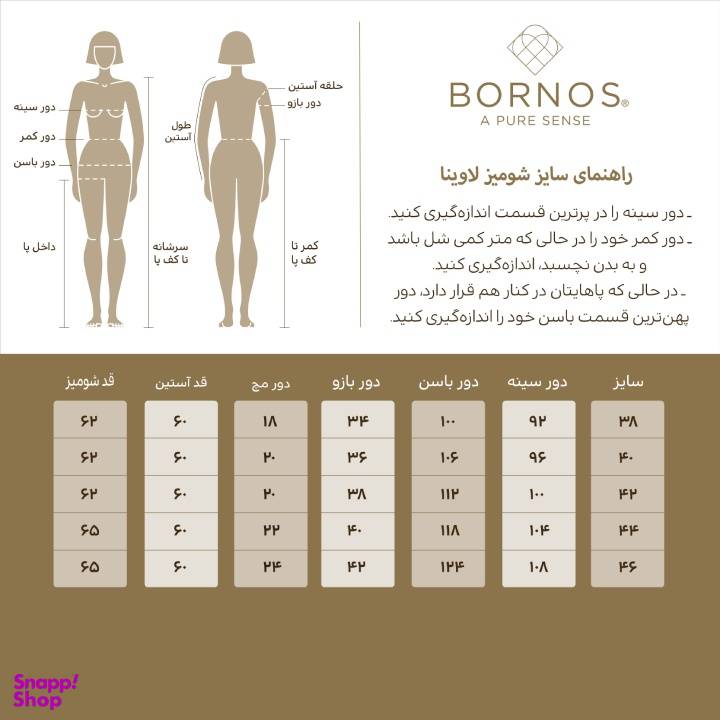 BORNOS®
A PURE SENSE
راهنمای سایز شومیز لاوینا
ـ دور سینه را در پرترین قسمت اندازه‌گیری کنید.
ـ دور کمر خود را در حالی که متر کمی شل باشد
و به بدن نچسبد، اندازه‌گیری کنید.
ـ در حالی که پاهایتان در کنار هم قرار دارد، دور
پهن‌ترین قسمت باسن خود را اندازه‌گیری کنید.
حلقه آستین
دور بازو
طول
آستین
کمر تا
کف پا
دور سینه
دور کمر
دور باسن
داخل پا
سرشانه
تا کف پا
سایز دور سینه دور باسن دور بازو دور مچ قد آستین قد شومیز
۳۸ ۹۲ ۱۰۰ ۳۴ ۱۸ ۶۰ ۶۲
۴۰ ۹۶ ۱۰۶ ۳۶ ۲۰ ۶۰ ۶۲
۴۲ ۱۰۰ ۱۱۲ ۳۸ ۲۰ ۶۰ ۶۲
۴۴ ۱۰۴ ۱۱۸ ۴۰ ۲۲ ۶۰ ۶۵
۴۶ ۱۰۸ ۱۲۴ ۴۲ ۲۴ ۶۰ ۶۵
Snapp!
Shop